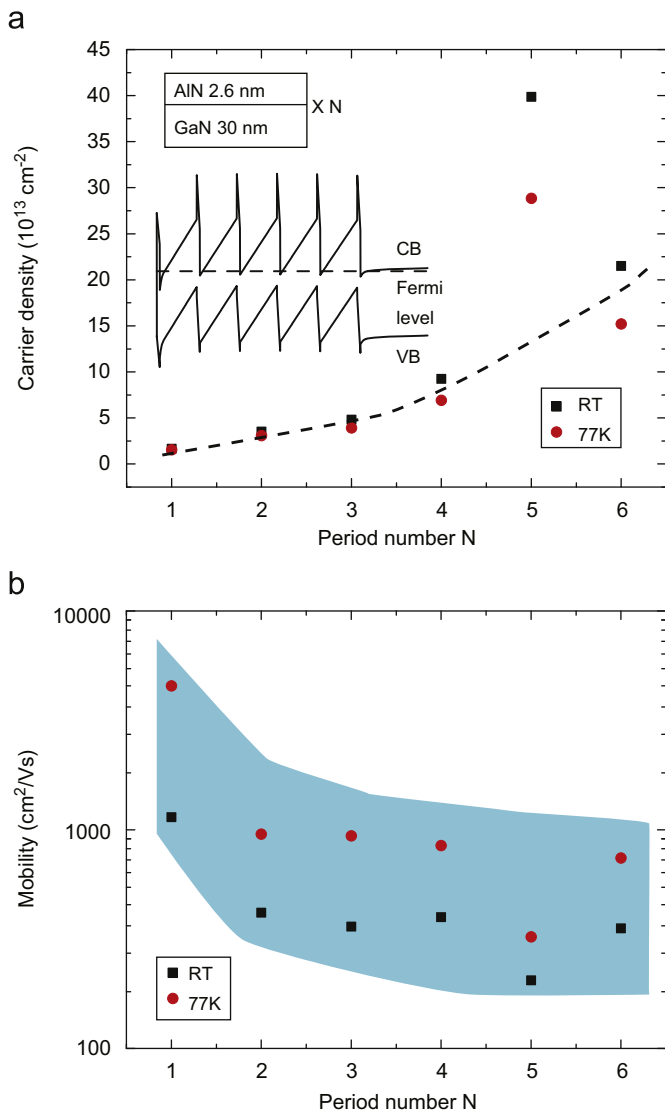 a
Carrier density (10¹³ cm⁻²)
45
40
35
30
25
20
15
10
5
0
AlN 2.6 nm
GaN 30 nm
X N
CB
Fermi
level
VB
RT
77K
1 2 3 4 5 6
Period number N
b
Mobility (cm²/Vs)
10000
1000
100
RT
77K
1 2 3 4 5 6
Period number N